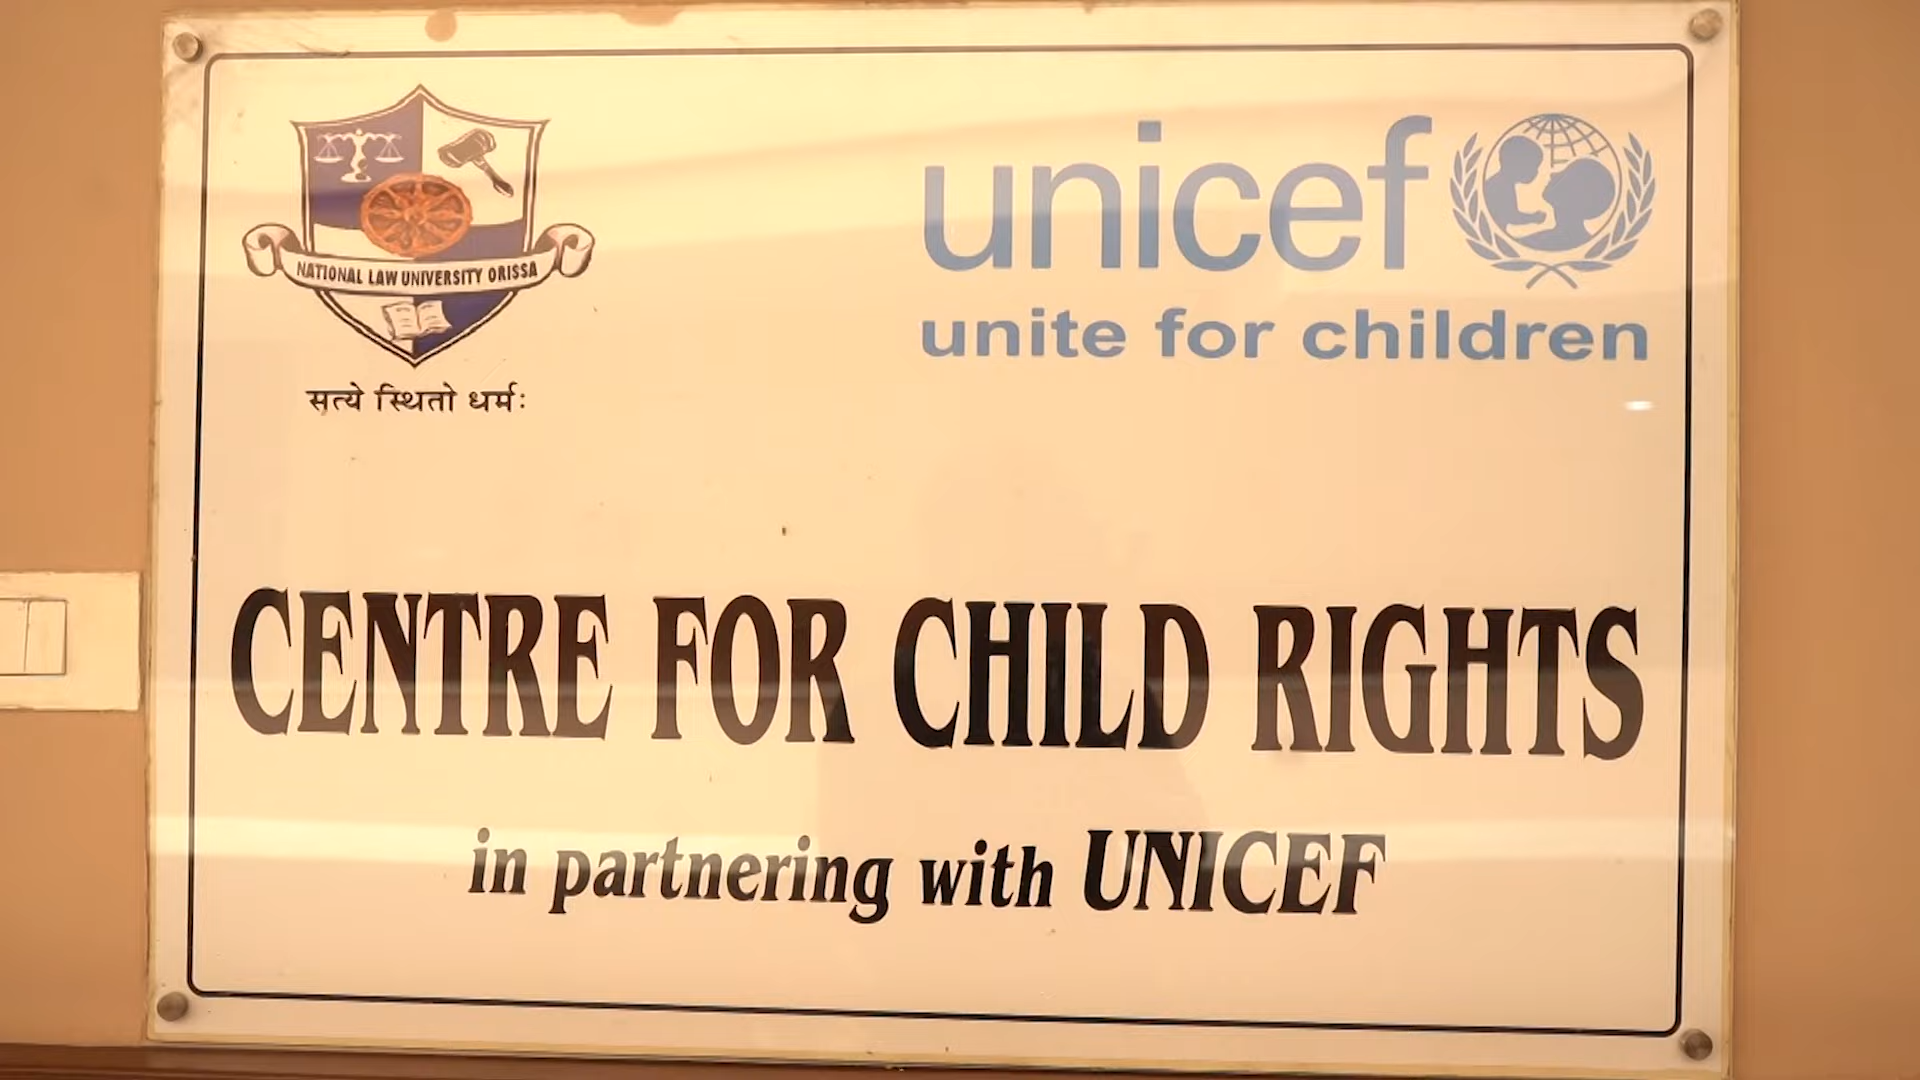 NATIONAL LAW UNIVERSITY ORISSA
सत्ये स्थितो धर्मः
unicef
unite for children
CENTRE FOR CHILD RIGHTS
in partnering with UNICEF